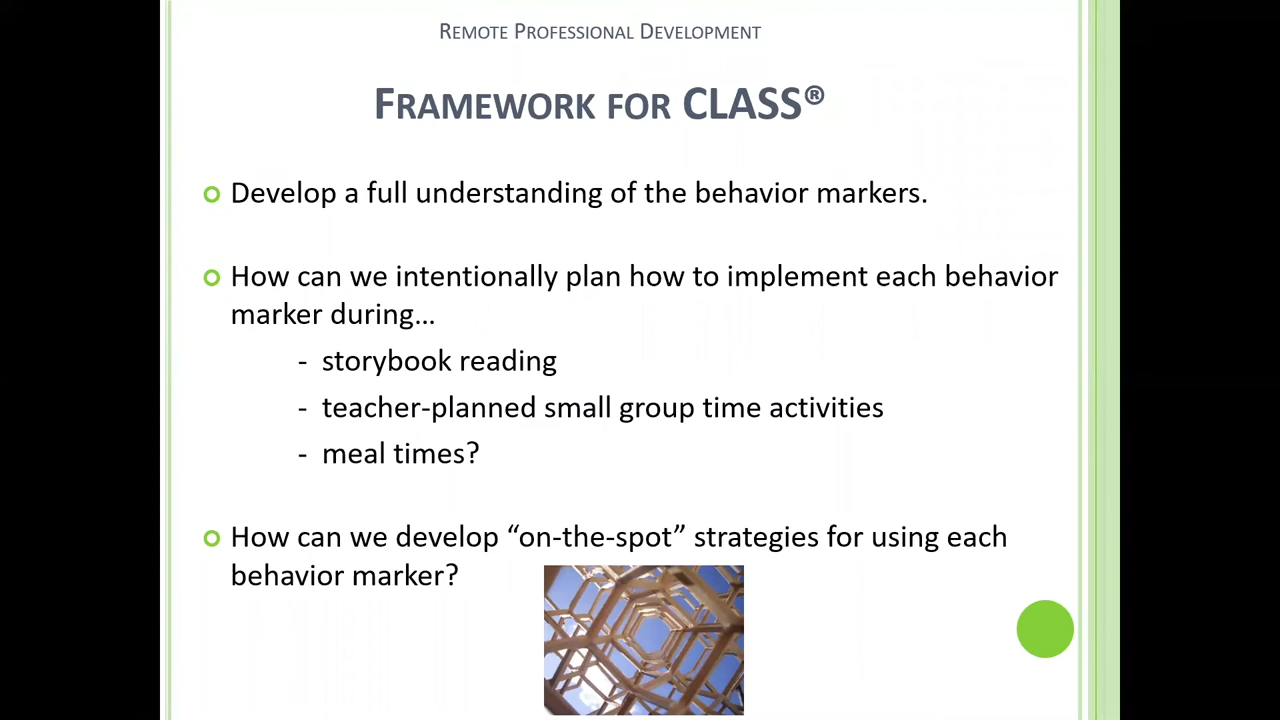 Remote Professional Development
Framework for CLASS®
Develop a full understanding of the behavior markers.
How can we intentionally plan how to implement each behavior
marker during…
- storybook reading
- teacher-planned small group time activities
- meal times?
How can we develop “on-the-spot” strategies for using each
behavior marker?